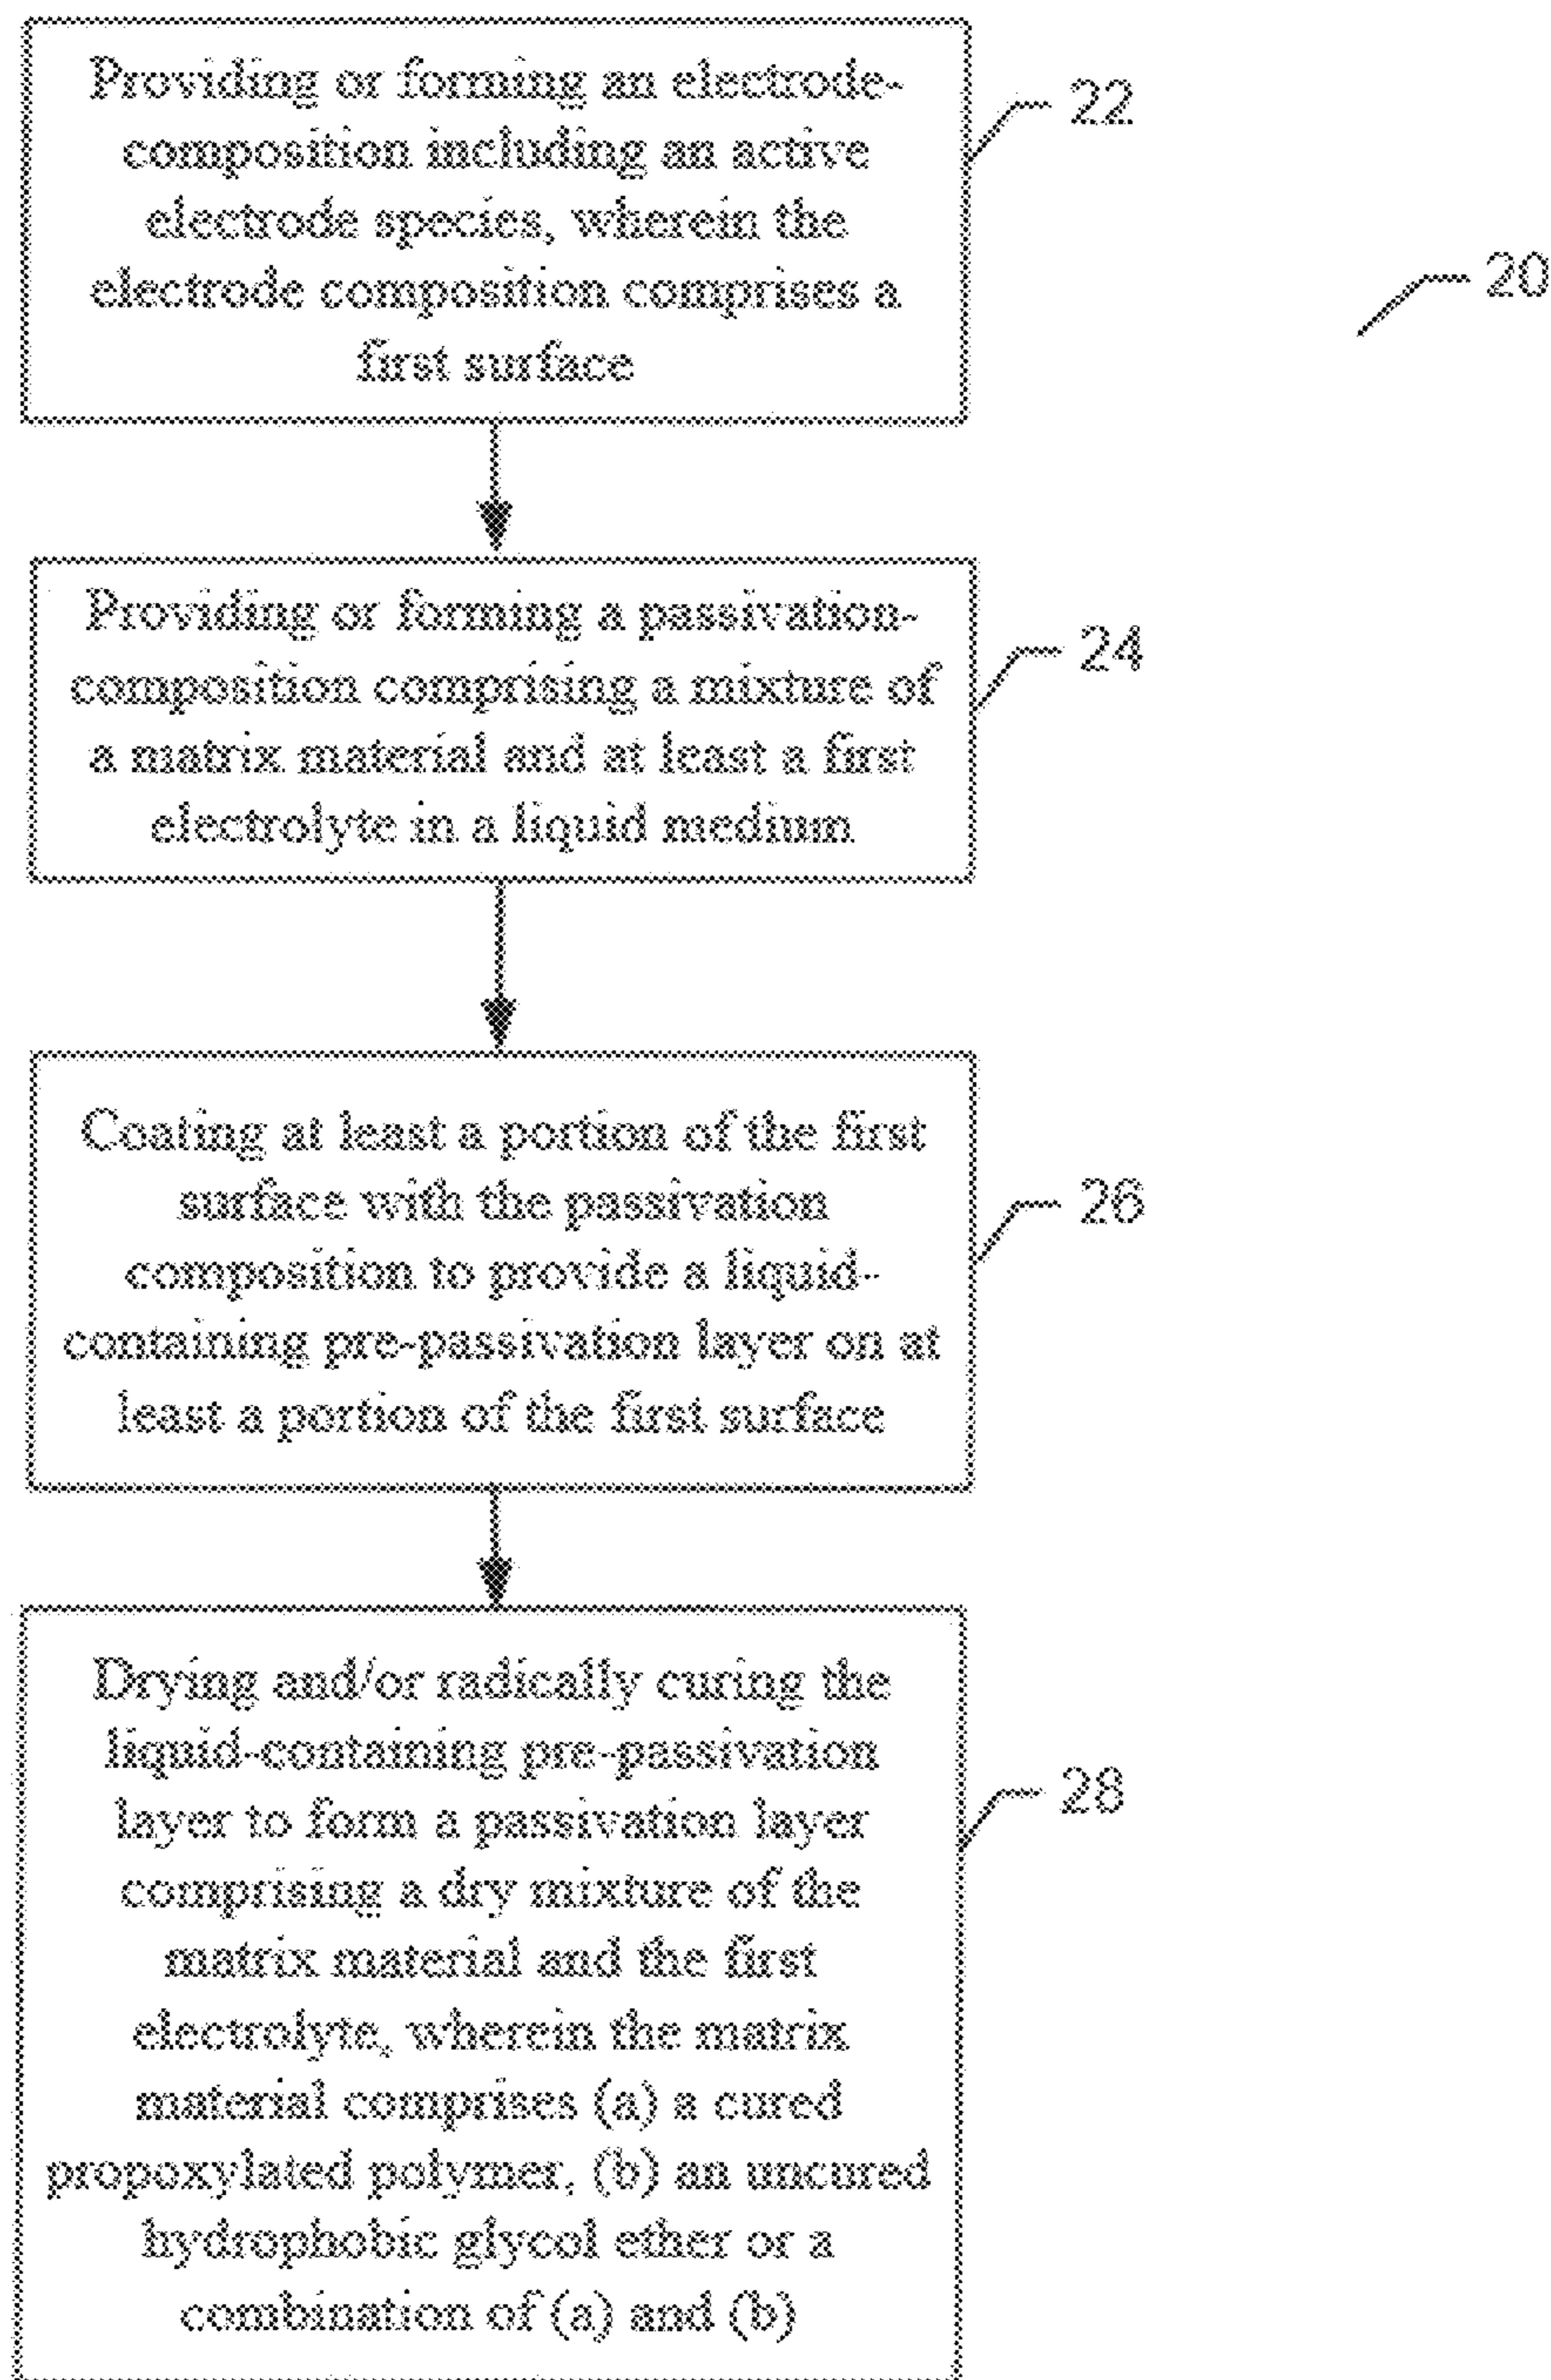 Providing or forming an electrode-
composition including an active
electrode species, wherein the
electrode composition comprises a
first surface
22
20
Providing or forming a passivation-
composition comprising a mixture of
a matrix material and at least a first
electrolyte in a liquid medium
24
Coating at least a portion of the first
surface with the passivation
composition to provide a liquid-
containing pre-passivation layer on at
least a portion of the first surface
26
Drying and/or radically curing the
liquid-containing pre-passivation
layer to form a passivation layer
comprising a dry mixture of the
matrix material and the first
electrolyte, wherein the matrix
material comprises (a) a cured
propoxylated polymer, (b) an uncured
hydrophobic glycol ether or a
combination of (a) and (b)
28